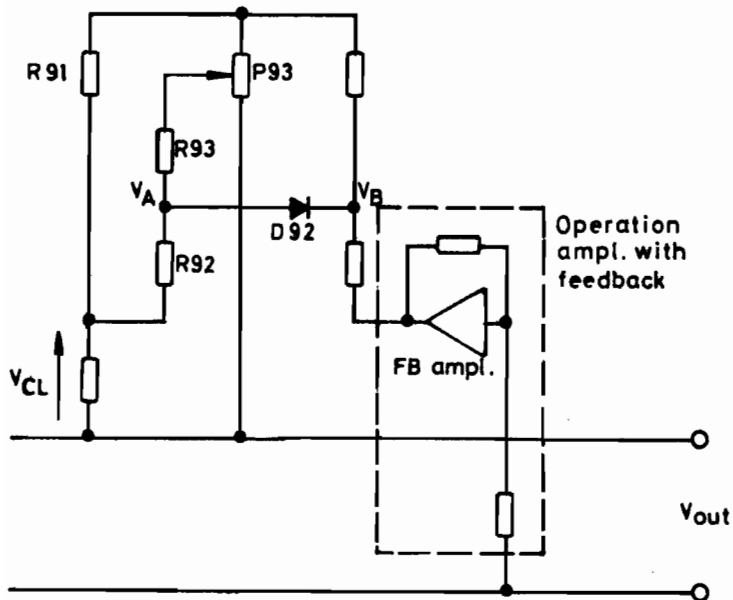 R91
P93
R93
VA
VB
D92
R92
Operation
ampl. with
feedback
FB ampl.
VCL
Vout